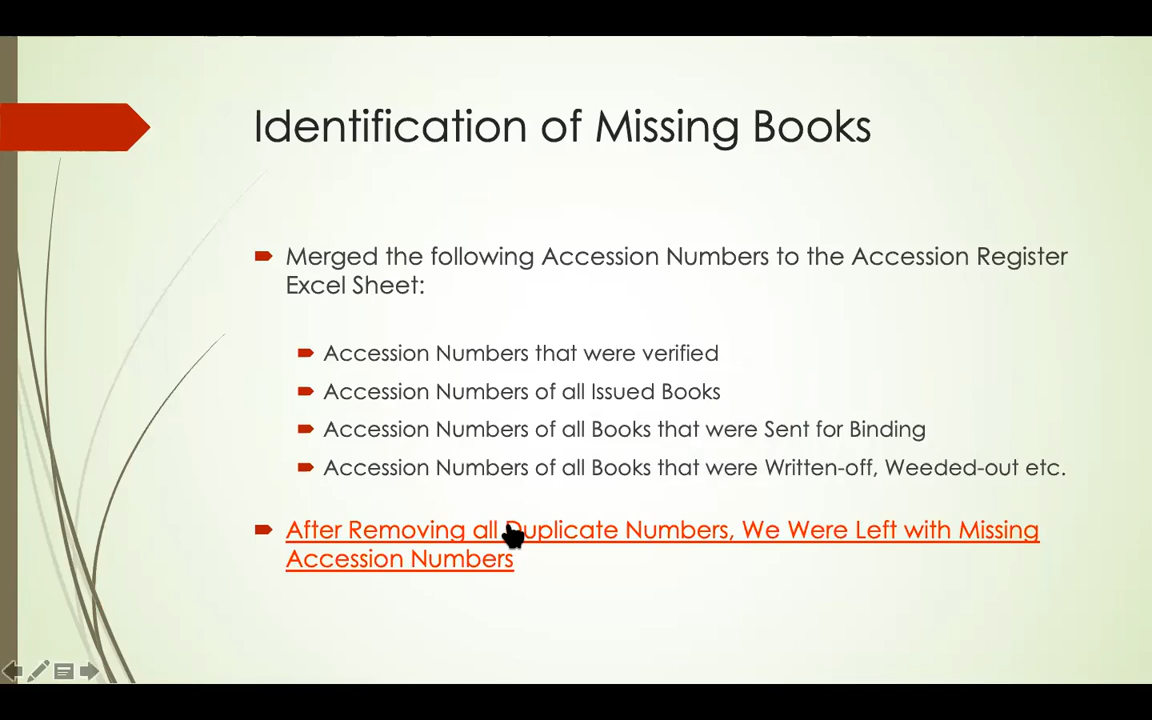 Identification of Missing Books
Merged the following Accession Numbers to the Accession Register
Excel Sheet:
Accession Numbers that were verified
Accession Numbers of all Issued Books
Accession Numbers of all Books that were Sent for Binding
Accession Numbers of all Books that were Written-off, Weeded-out etc.
After Removing all Duplicate Numbers, We Were Left with Missing
Accession Numbers